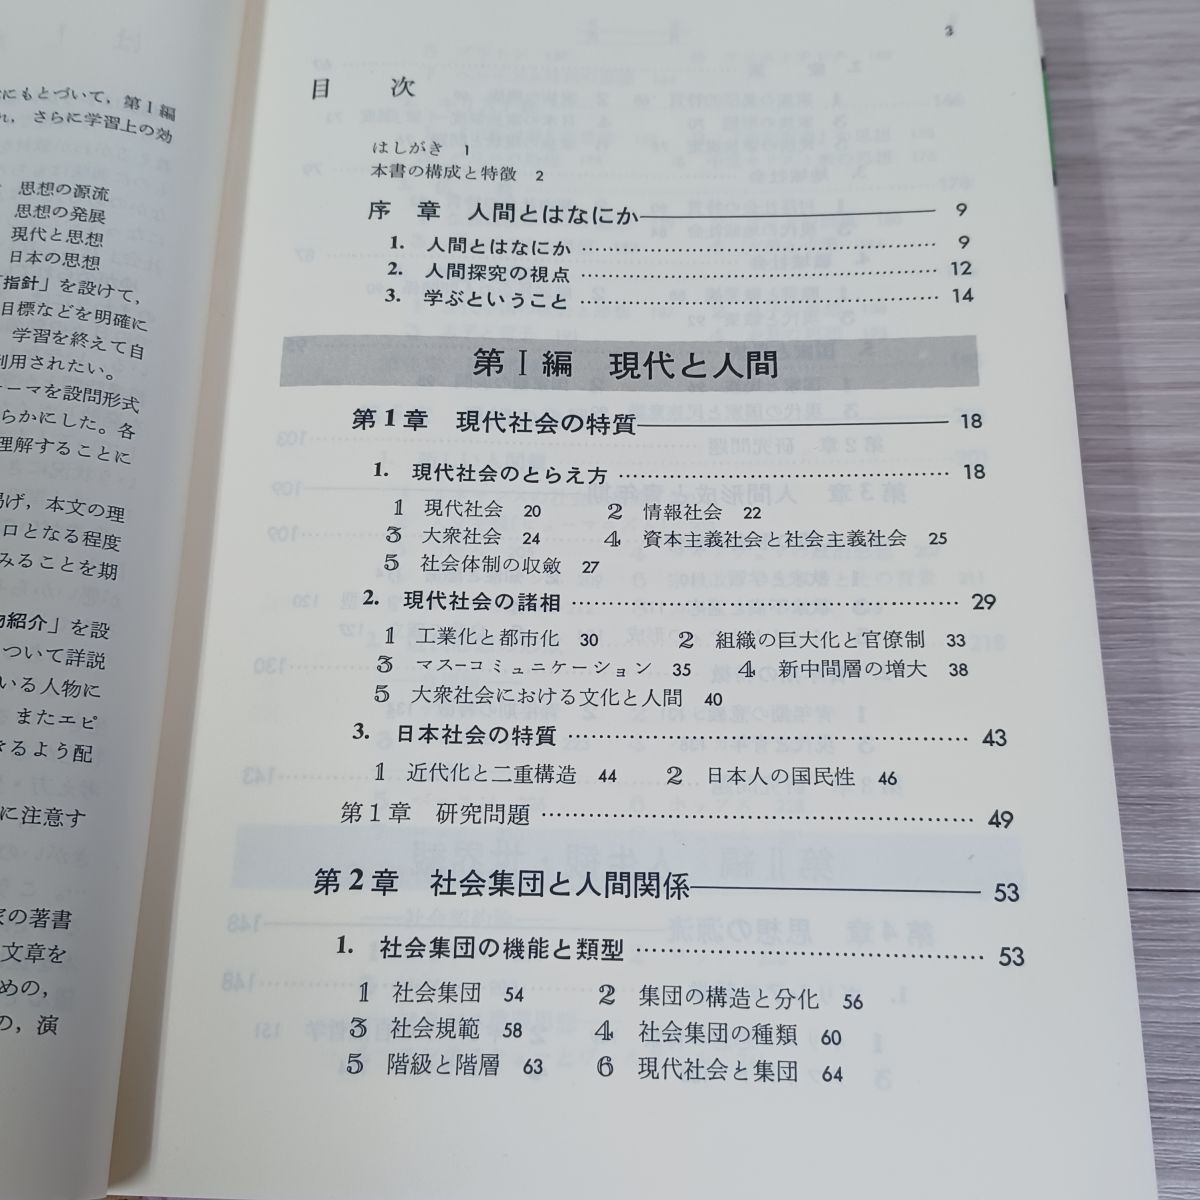 にもとづいて，第Ⅰ編
れ，さらに学習上の効
思想の源流
思想の発展
現代と思想
日本の思想
「指針」を設けて，
目標などを明確に
学習を終えて自
利用されたい。
ーマを設問形式
らかにした。各
理解することに
掲げ，本文の理
ロとなる程度
みることを期
物紹介」を設
ついて詳説
いる人物に
またエピ
きるよう配
に注意す
家の著書
文章を
めの，
の，演
3
目　次
はしがき 1
本書の構成と特徴 2
序　章　人間とはなにか 9
1. 人間とはなにか 9
2. 人間探究の視点 12
3. 学ぶということ 14
第Ⅰ編　現代と人間
第1章　現代社会の特質 18
1. 現代社会のとらえ方 18
1 現代社会 20　2 情報社会 22
3 大衆社会 24　4 資本主義社会と社会主義社会 25
5 社会体制の収斂 27
2. 現代社会の諸相 29
1 工業化と都市化 30　2 組織の巨大化と官僚制 33
3 マス－コミュニケーション 35　4 新中間層の増大 38
5 大衆社会における文化と人間 40
3. 日本社会の特質 43
1 近代化と二重構造 44　2 日本人の国民性 46
第1章　研究問題 49
第2章　社会集団と人間関係 53
1. 社会集団の機能と類型 53
1 社会集団 54　2 集団の構造と分化 56
3 社会規範 58　4 社会集団の種類 60
5 階級と階層 63　6 現代社会と集団 64